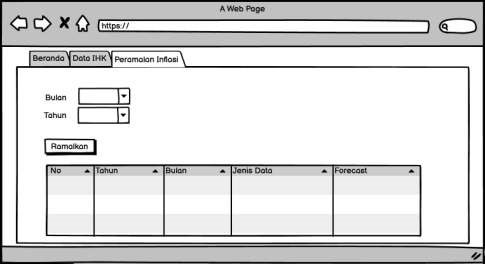 A Web Page
https://
Beranda Data IHK Peramalan Inflasi
Bulan
Tahun
Ramalkan
No Tahun Bulan Jenis Data Forecast